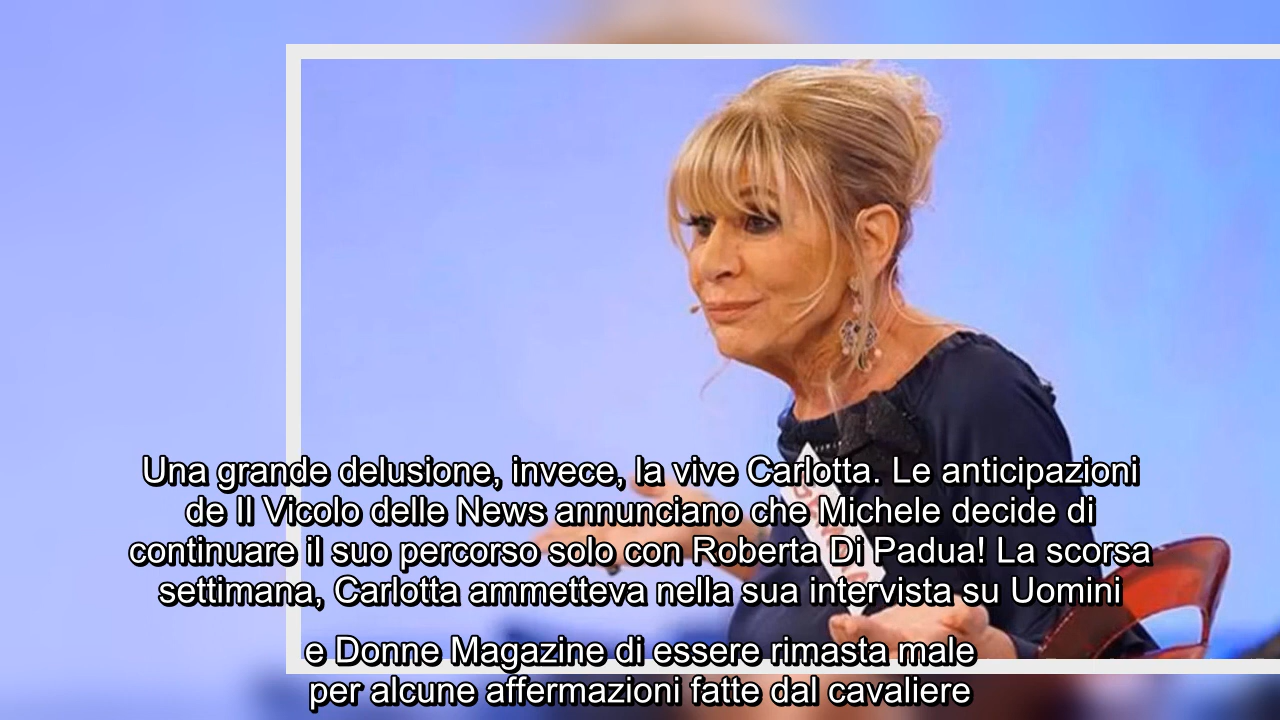 Una grande delusione, invece, la vive Carlotta. Le anticipazioni
de Il Vicolo delle News annunciano che Michele decide di
continuare il suo percorso solo con Roberta Di Padua! La scorsa
settimana, Carlotta ammetteva nella sua intervista su Uomini
e Donne Magazine di essere rimasta male
per alcune affermazioni fatte dal cavaliere